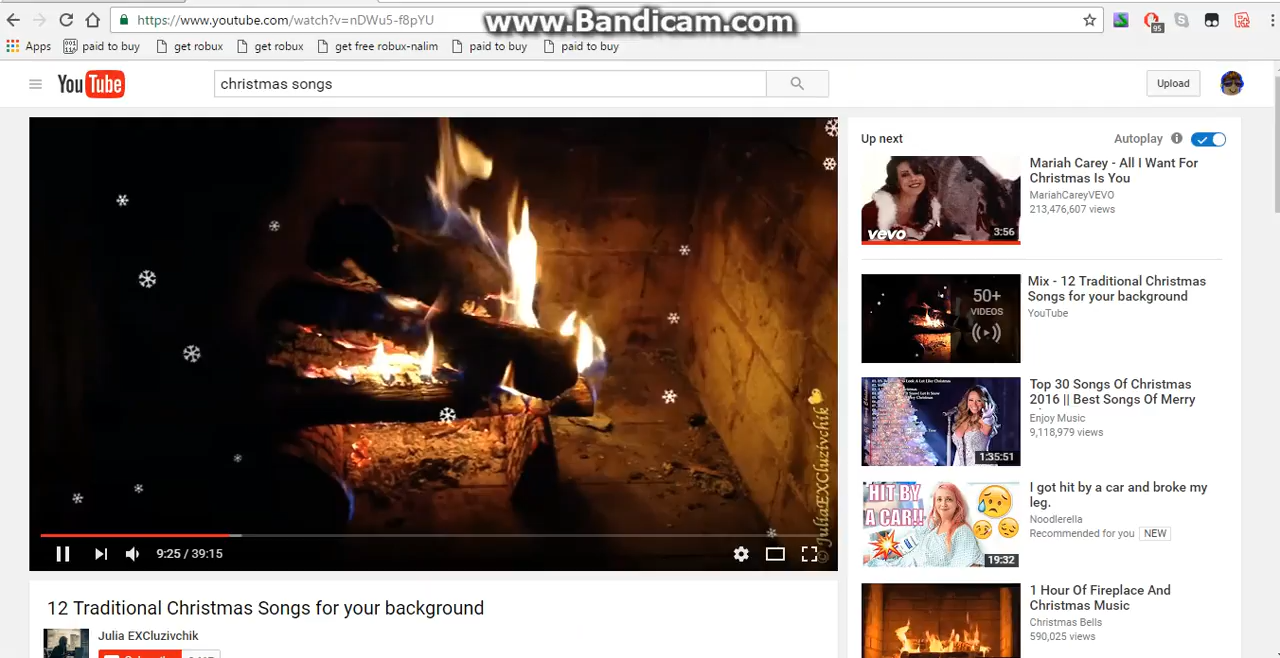 https://www.youtube.com/watch?v=nDWu5-f8pYU
www.Bandicam.com
95
Apps
paid to buy
get robux
get robux
get free robux-nalim
paid to buy
paid to buy
YouTube
christmas songs
Upload
© JuliaEXCluzivchik
9:25 / 39:15
12 Traditional Christmas Songs for your background
Julia EXCluzivchik
Up next
Autoplay
vevo
3:56
Mariah Carey - All I Want For
Christmas Is You
MariahCareyVEVO
213,476,607 views
50+
VIDEOS
Mix - 12 Traditional Christmas
Songs for your background
YouTube
1:35:51
Top 30 Songs Of Christmas
2016 || Best Songs Of Merry
Enjoy Music
9,118,979 views
HIT BY
A CAR!!
19:32
I got hit by a car and broke my
leg.
Noodlerella
Recommended for you NEW
1 Hour Of Fireplace And
Christmas Music
Christmas Bells
590,025 views